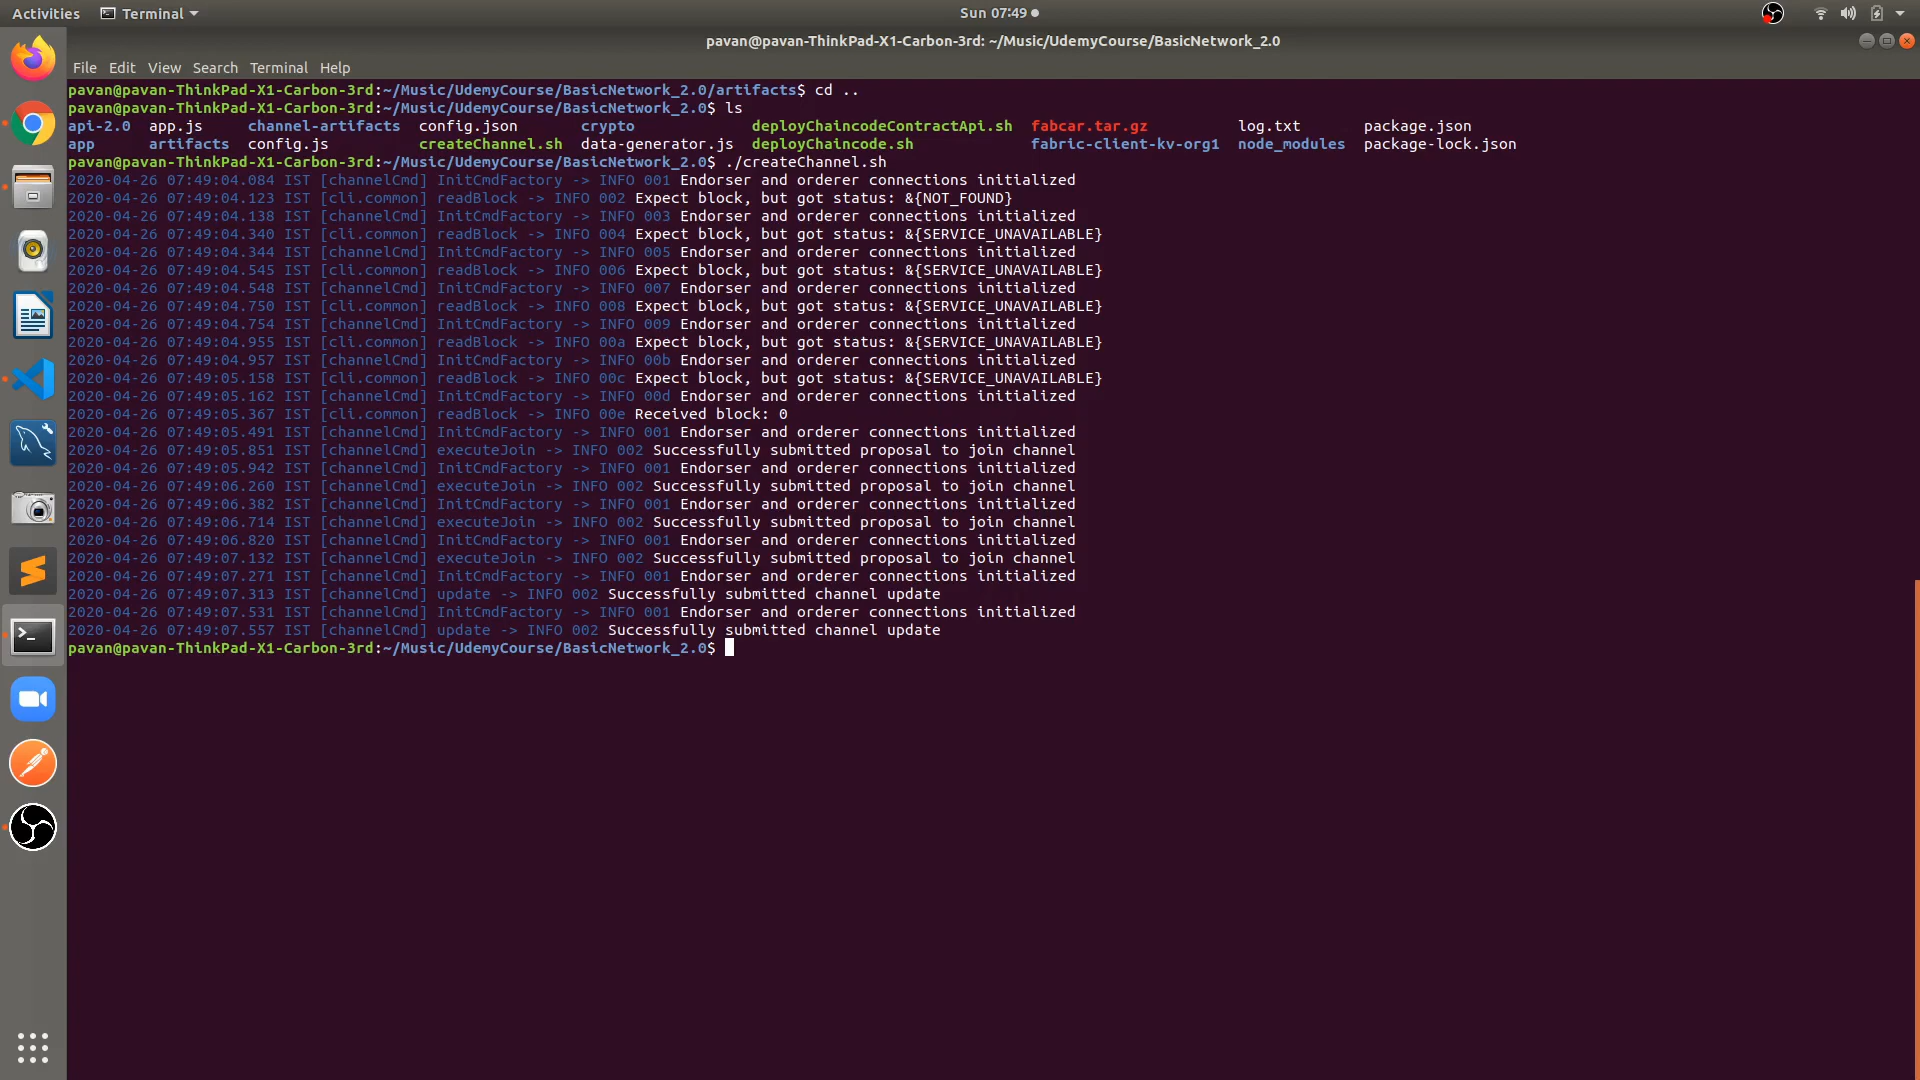 Activities Terminal Sun 07:49
pavan@pavan-ThinkPad-X1-Carbon-3rd: ~/Music/UdemyCourse/BasicNetwork_2.0
File Edit View Search Terminal Help
pavan@pavan-ThinkPad-X1-Carbon-3rd:~/Music/UdemyCourse/BasicNetwork_2.0/artifacts$ cd ..
pavan@pavan-ThinkPad-X1-Carbon-3rd:~/Music/UdemyCourse/BasicNetwork_2.0$ ls
api-2.0 app.js channel-artifacts config.json crypto deployChaincodeContractApi.sh fabcar.tar.gz log.txt package.json
app artifacts config.js createChannel.sh data-generator.js deployChaincode.sh fabric-client-kv-org1 node_modules package-lock.json
pavan@pavan-ThinkPad-X1-Carbon-3rd:~/Music/UdemyCourse/BasicNetwork_2.0$ ./createChannel.sh
2020-04-26 07:49:04.084 IST [channelCmd] InitCmdFactory -> INFO 001 Endorser and orderer connections initialized
2020-04-26 07:49:04.123 IST [cli.common] readBlock -> INFO 002 Expect block, but got status: &{NOT_FOUND}
2020-04-26 07:49:04.138 IST [channelCmd] InitCmdFactory -> INFO 003 Endorser and orderer connections initialized
2020-04-26 07:49:04.340 IST [cli.common] readBlock -> INFO 004 Expect block, but got status: &{SERVICE_UNAVAILABLE}
2020-04-26 07:49:04.344 IST [channelCmd] InitCmdFactory -> INFO 005 Endorser and orderer connections initialized
2020-04-26 07:49:04.545 IST [cli.common] readBlock -> INFO 006 Expect block, but got status: &{SERVICE_UNAVAILABLE}
2020-04-26 07:49:04.548 IST [channelCmd] InitCmdFactory -> INFO 007 Endorser and orderer connections initialized
2020-04-26 07:49:04.750 IST [cli.common] readBlock -> INFO 008 Expect block, but got status: &{SERVICE_UNAVAILABLE}
2020-04-26 07:49:04.754 IST [channelCmd] InitCmdFactory -> INFO 009 Endorser and orderer connections initialized
2020-04-26 07:49:04.955 IST [cli.common] readBlock -> INFO 00a Expect block, but got status: &{SERVICE_UNAVAILABLE}
2020-04-26 07:49:04.957 IST [channelCmd] InitCmdFactory -> INFO 00b Endorser and orderer connections initialized
2020-04-26 07:49:05.158 IST [cli.common] readBlock -> INFO 00c Expect block, but got status: &{SERVICE_UNAVAILABLE}
2020-04-26 07:49:05.162 IST [channelCmd] InitCmdFactory -> INFO 00d Endorser and orderer connections initialized
2020-04-26 07:49:05.367 IST [cli.common] readBlock -> INFO 00e Received block: 0
2020-04-26 07:49:05.491 IST [channelCmd] InitCmdFactory -> INFO 001 Endorser and orderer connections initialized
2020-04-26 07:49:05.851 IST [channelCmd] executeJoin -> INFO 002 Successfully submitted proposal to join channel
2020-04-26 07:49:05.942 IST [channelCmd] InitCmdFactory -> INFO 001 Endorser and orderer connections initialized
2020-04-26 07:49:06.260 IST [channelCmd] executeJoin -> INFO 002 Successfully submitted proposal to join channel
2020-04-26 07:49:06.382 IST [channelCmd] InitCmdFactory -> INFO 001 Endorser and orderer connections initialized
2020-04-26 07:49:06.714 IST [channelCmd] executeJoin -> INFO 002 Successfully submitted proposal to join channel
2020-04-26 07:49:06.820 IST [channelCmd] InitCmdFactory -> INFO 001 Endorser and orderer connections initialized
2020-04-26 07:49:07.132 IST [channelCmd] executeJoin -> INFO 002 Successfully submitted proposal to join channel
2020-04-26 07:49:07.271 IST [channelCmd] InitCmdFactory -> INFO 001 Endorser and orderer connections initialized
2020-04-26 07:49:07.313 IST [channelCmd] update -> INFO 002 Successfully submitted channel update
2020-04-26 07:49:07.531 IST [channelCmd] InitCmdFactory -> INFO 001 Endorser and orderer connections initialized
2020-04-26 07:49:07.557 IST [channelCmd] update -> INFO 002 Successfully submitted channel update
pavan@pavan-ThinkPad-X1-Carbon-3rd:~/Music/UdemyCourse/BasicNetwork_2.0$